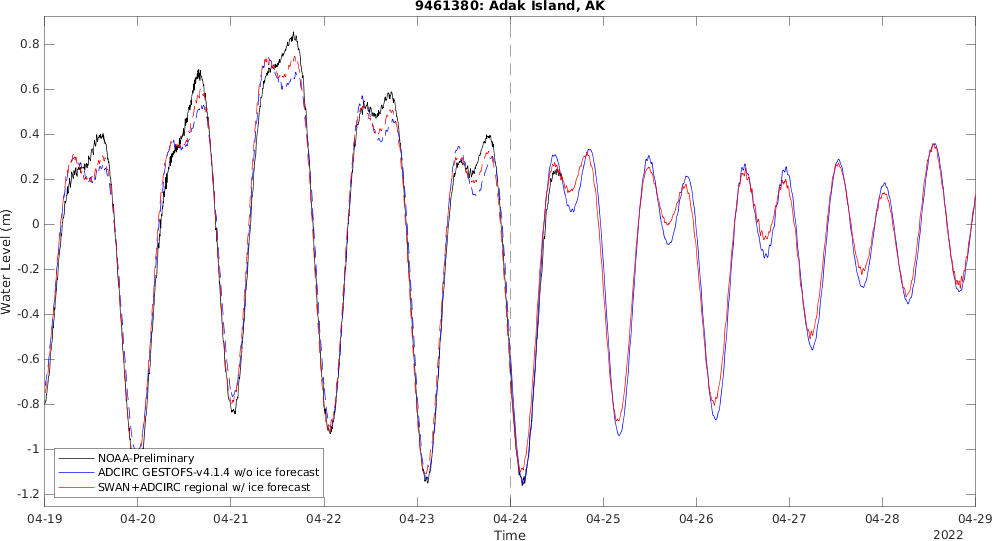 9461380: Adak Island, AK
Water Level (m)
0.8
0.6
0.4
0.2
0
-0.2
-0.4
-0.6
-0.8
-1
-1.2
NOAA-Preliminary
ADCIRC GESTOFS-v4.1.4 w/o ice forecast
SWAN+ADCIRC regional w/ ice forecast
04-19 04-20 04-21 04-22 04-23 04-24 04-25 04-26 04-27 04-28 04-29
Time
2022